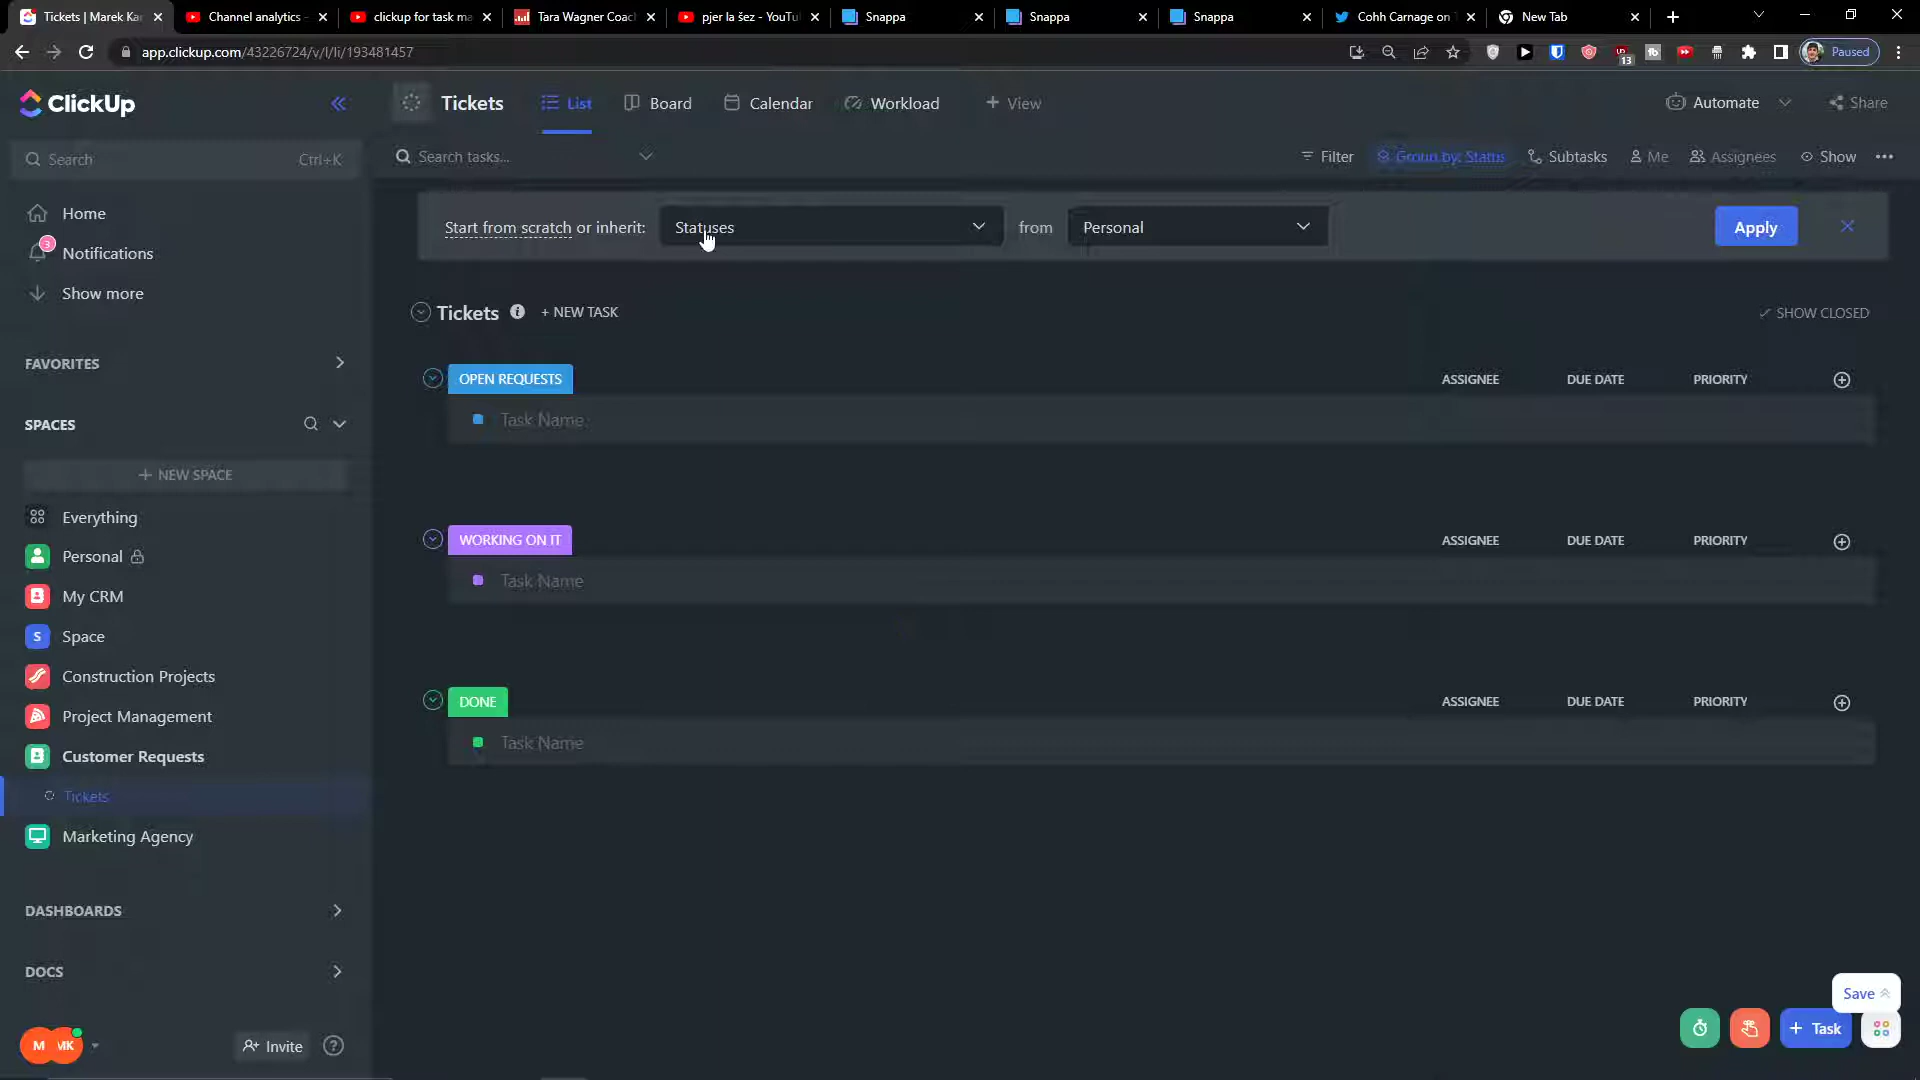 Tickets | Marek Ka
Channel analytics -
clickup for task ma
Tara Wagner Coac
pjer la šez - YouTu
Snappa
Snappa
Snappa
Cohh Carnage on
New Tab
app.clickup.com/43226724/v/l/li/193481457
13
fb
Paused
ClickUp
Tickets
List
Board
Calendar
Workload
+ View
Automate
Share
Search
Ctrl+K
Search tasks...
Filter
Group by: Status
Subtasks
Me
Assignees
Show
Home
3
Notifications
Show more
Start from scratch or inherit:
Statuses
from
Personal
Apply
Tickets
+ NEW TASK
SHOW CLOSED
FAVORITES
SPACES
+ NEW SPACE
Everything
Personal
My CRM
S
Space
Construction Projects
Project Management
Customer Requests
Tickets
Marketing Agency
OPEN REQUESTS
ASSIGNEE
DUE DATE
PRIORITY
Task Name
WORKING ON IT
ASSIGNEE
DUE DATE
PRIORITY
Task Name
DONE
ASSIGNEE
DUE DATE
PRIORITY
Task Name
DASHBOARDS
DOCS
M
MK
Invite
?
Save
+ Task